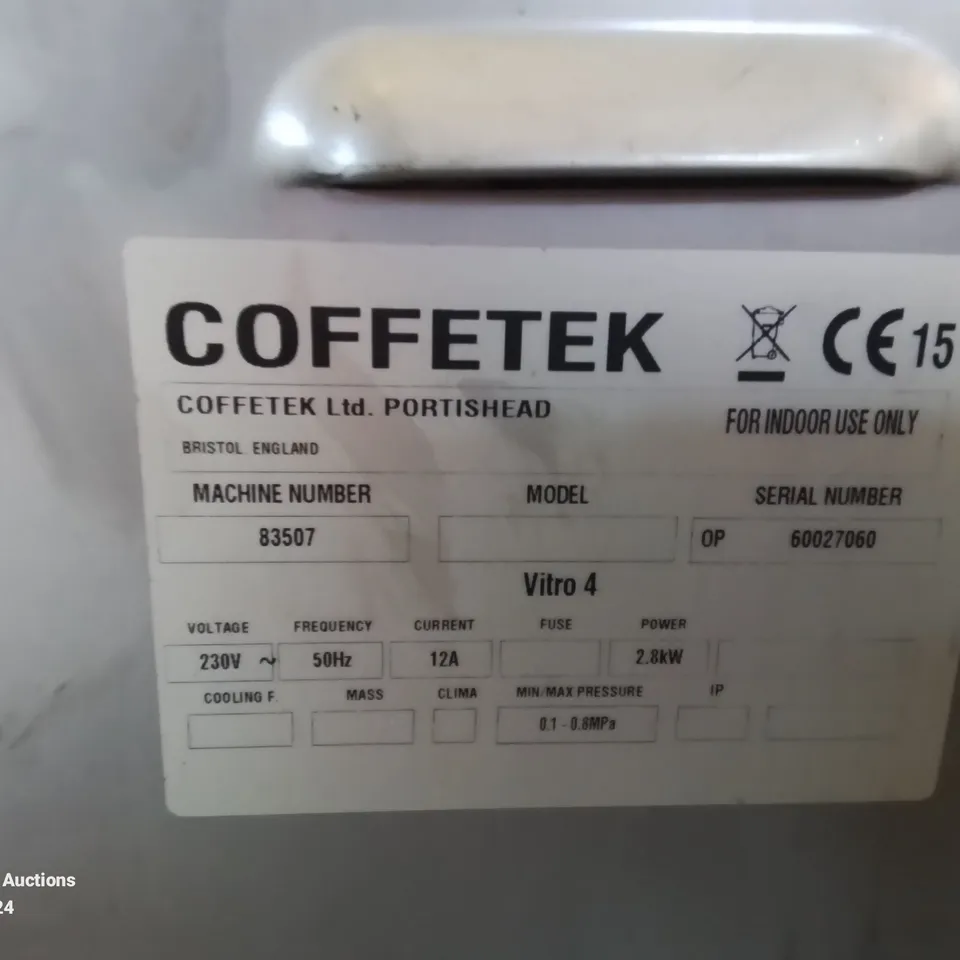 COFFETEK
CE 15
COFFETEK Ltd. PORTISHEAD
FOR INDOOR USE ONLY
BRISTOL. ENGLAND
MACHINE NUMBER MODEL SERIAL NUMBER
83507 OP 60027060
Vitro 4
VOLTAGE FREQUENCY CURRENT FUSE POWER
230V ~ 50Hz 12A 2.8kW
COOLING F. MASS CLIMA MIN/MAX PRESSURE IP
0.1 - 0.8MPa
Auctions
24